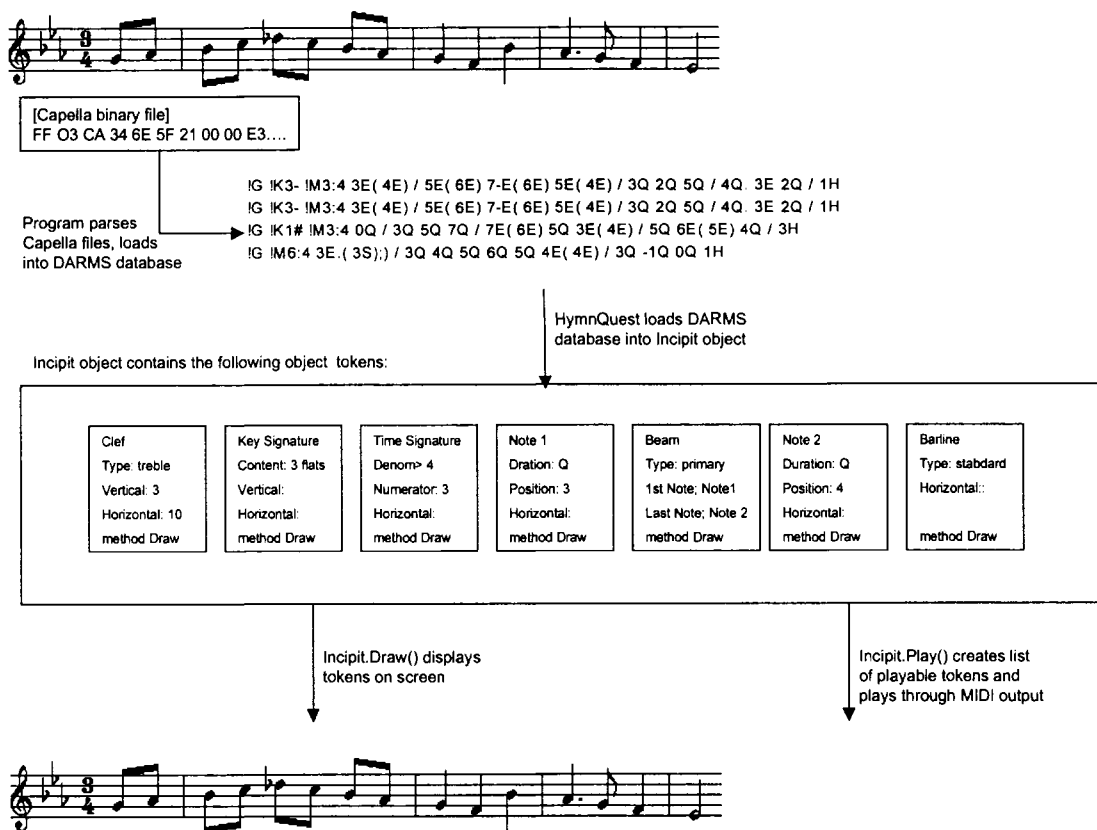 3
4
[Capella binary file]
FF O3 CA 34 6E 5F 21 00 00 E3....
!G !K3- !M3:4 3E( 4E) / 5E( 6E) 7-E( 6E) 5E( 4E) / 3Q 2Q 5Q / 4Q. 3E 2Q / 1H
!G !K3- !M3:4 3E( 4E) / 5E( 6E) 7-E( 6E) 5E( 4E) / 3Q 2Q 5Q / 4Q. 3E 2Q / 1H
!G !K1# !M3:4 0Q / 3Q 5Q 7Q / 7E( 6E) 5Q 3E( 4E) / 5Q 6E( 5E) 4Q / 3H
!G !M6:4 3E.( 3S);) / 3Q 4Q 5Q 6Q 5Q 4E( 4E) / 3Q -1Q 0Q 1H
Program parses
Capella files, loads
into DARMS database
HymnQuest loads DARMS
database into Incipit object
Incipit object contains the following object tokens:
Clef
Type: treble
Vertical: 3
Horizontal: 10
method Draw
Key Signature
Content: 3 flats
Vertical:
Horizontal:
method Draw
Time Signature
Denom> 4
Numerator: 3
Horizontal:
method Draw
Note 1
Dration: Q
Position: 3
Horizontal:
method Draw
Beam
Type: primary
1st Note; Note1
Last Note; Note 2
method Draw
Note 2
Duration: Q
Position: 4
Horizontal:
method Draw
Barline
Type: stabdard
Horizontal::
method Draw
Incipit.Draw() displays
tokens on screen
Incipit.Play() creates list
of playable tokens and
plays through MIDI output
3
4